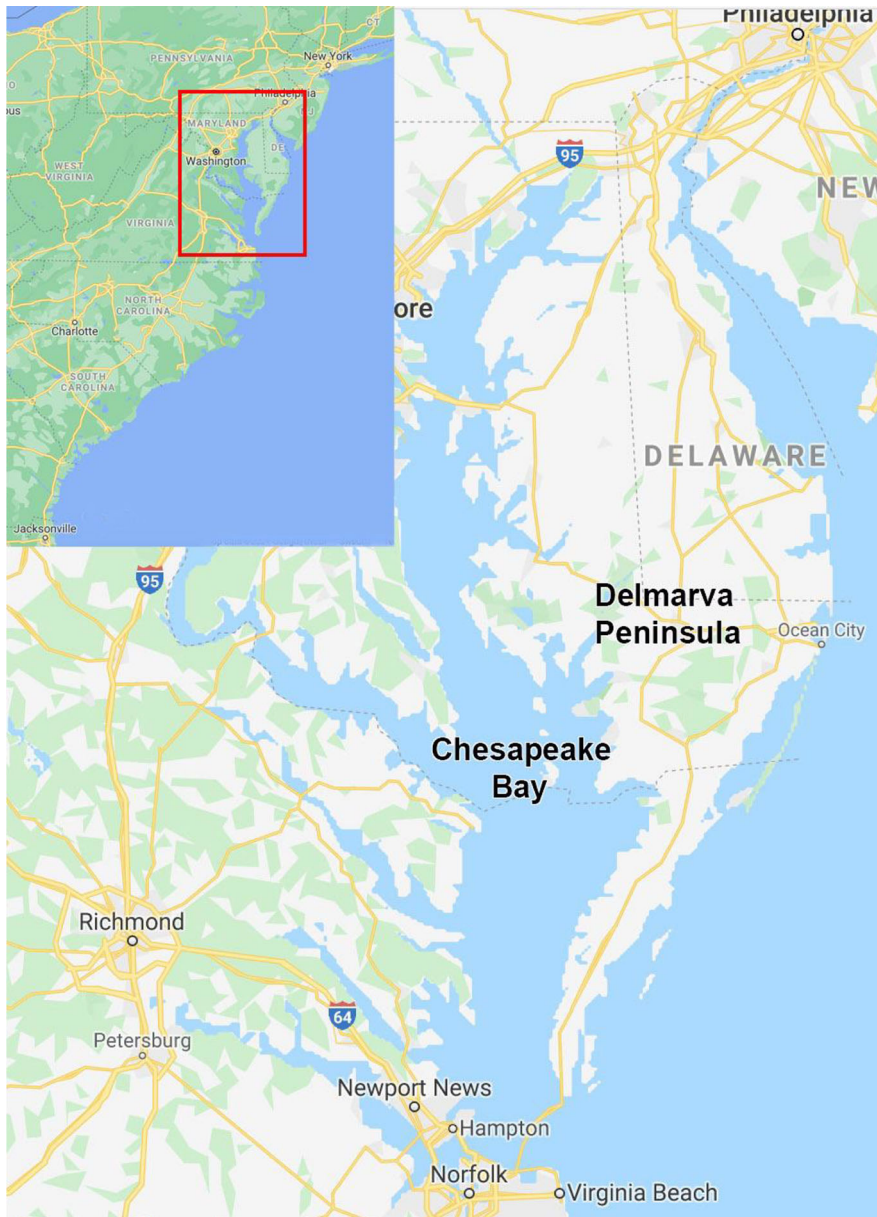 PENNSYLVANIA
CT
New York
Philadelphia
NJ
MARYLAND
DE
Washington
WEST
VIRGINIA
VIRGINIA
NORTH
CAROLINA
Charlotte
SOUTH
CAROLINA
Jacksonville
Philadelphia
95
NEW
ore
DELAWARE
95
Delmarva
Peninsula
Ocean City
Chesapeake
Bay
Richmond
64
Petersburg
Newport News
Hampton
Norfolk
Virginia Beach